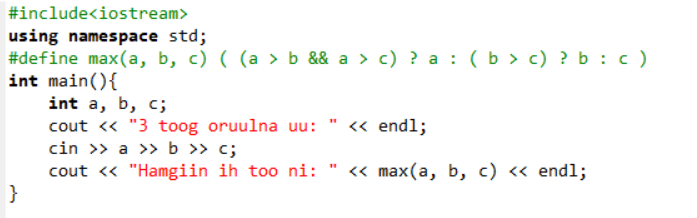 #include<iostream>
using namespace std;
#define max(a, b, c) ( (a > b && a > c) ? a : ( b > c) ? b : c )
int main(){
    int a, b, c;
    cout << "3 toog oruulna uu: " << endl;
    cin >> a >> b >> c;
    cout << "Hamgiin ih too ni: " << max(a, b, c) << endl;
}